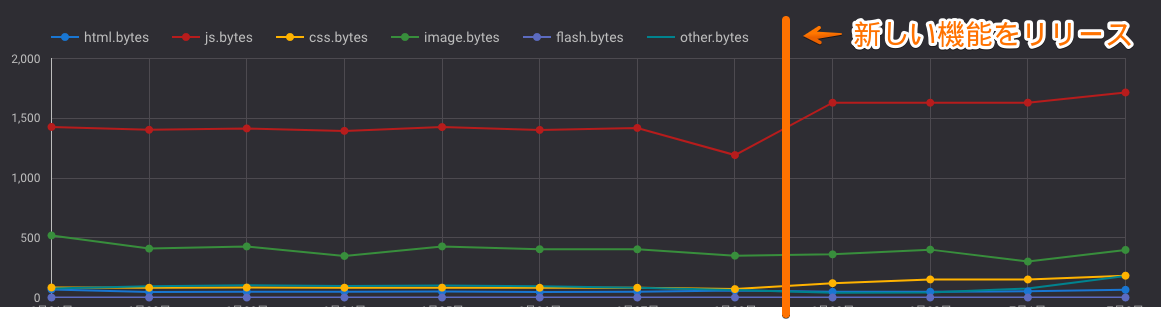 html.bytes js.bytes css.bytes image.bytes flash.bytes other.bytes
新しい機能をリリース
2,000
1,500
1,000
500
0